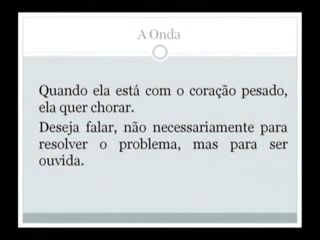 A Onda
Quando ela está com o coração pesado,
ela quer chorar.
Deseja falar, não necessariamente para
resolver o problema, mas para ser
ouvida.